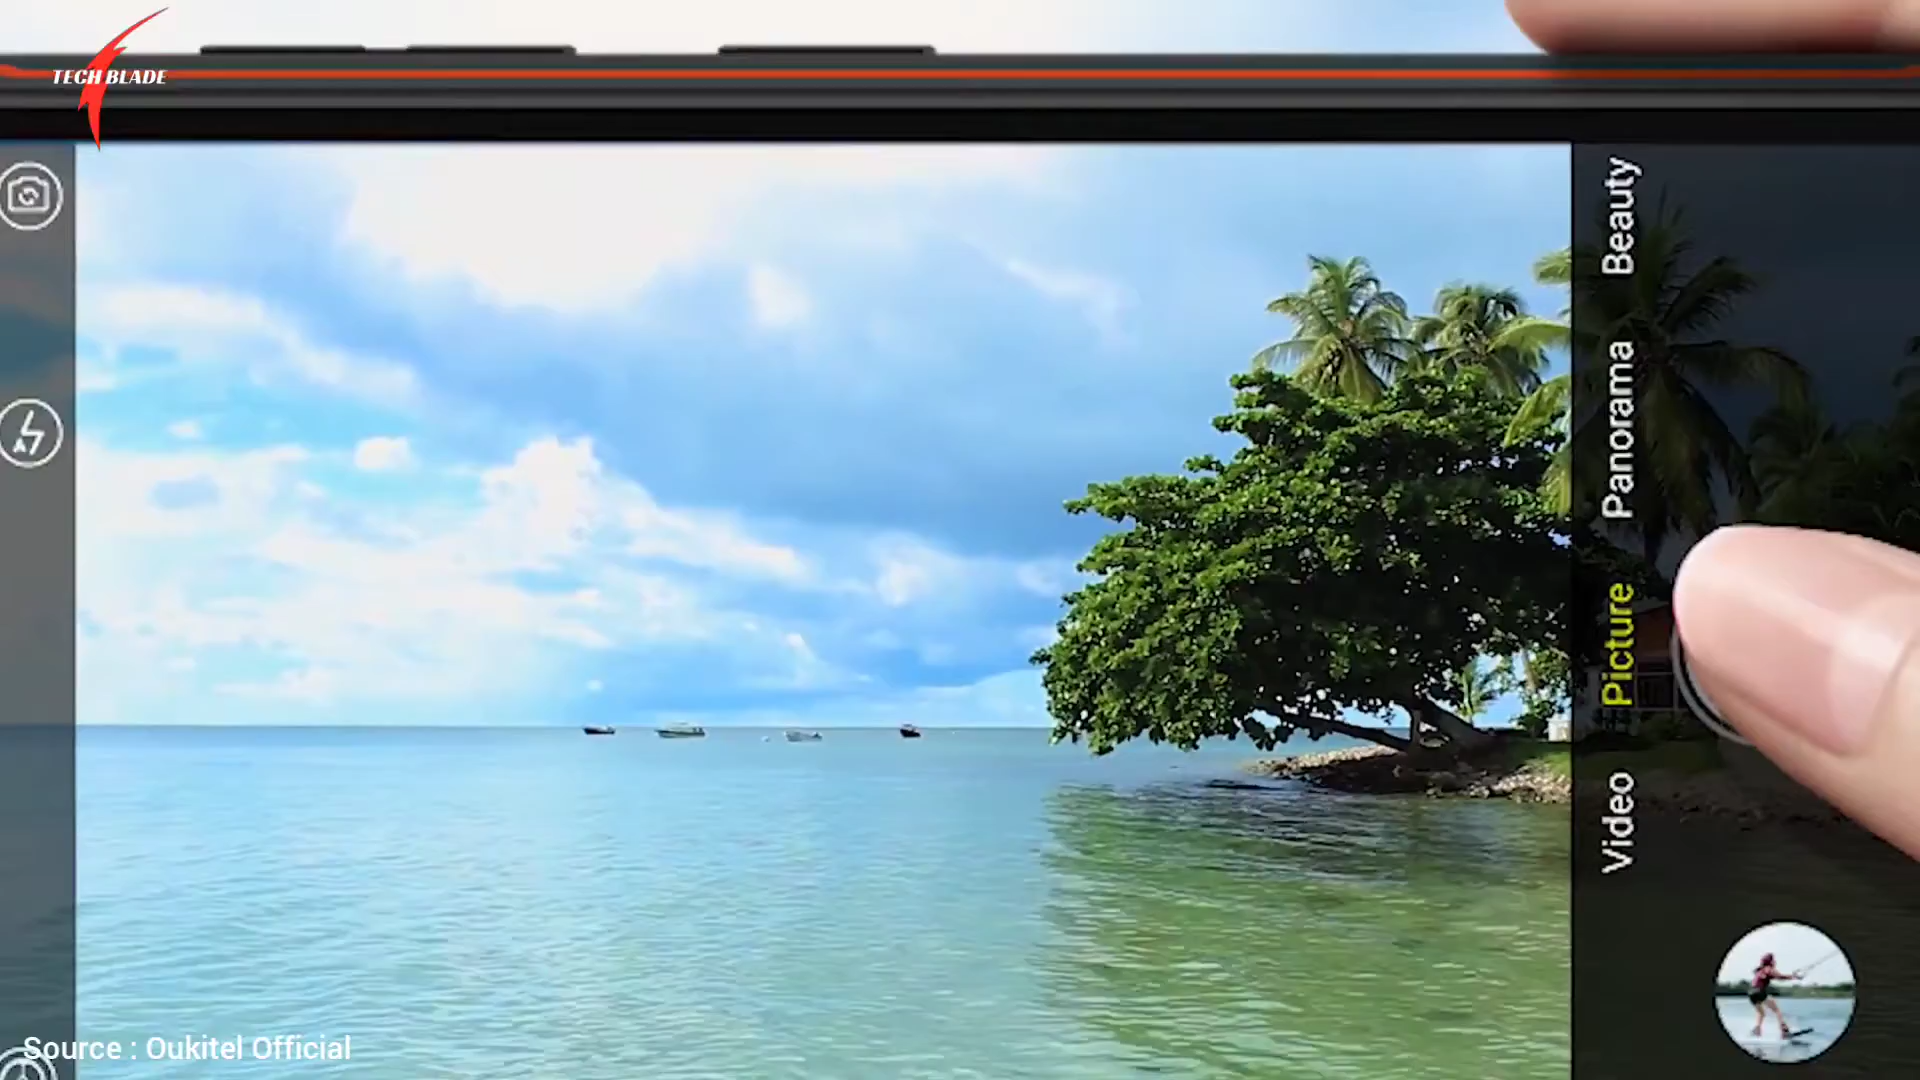 TECH BLADE
Beauty
Panorama
Picture
Video
Source : Oukitel Official